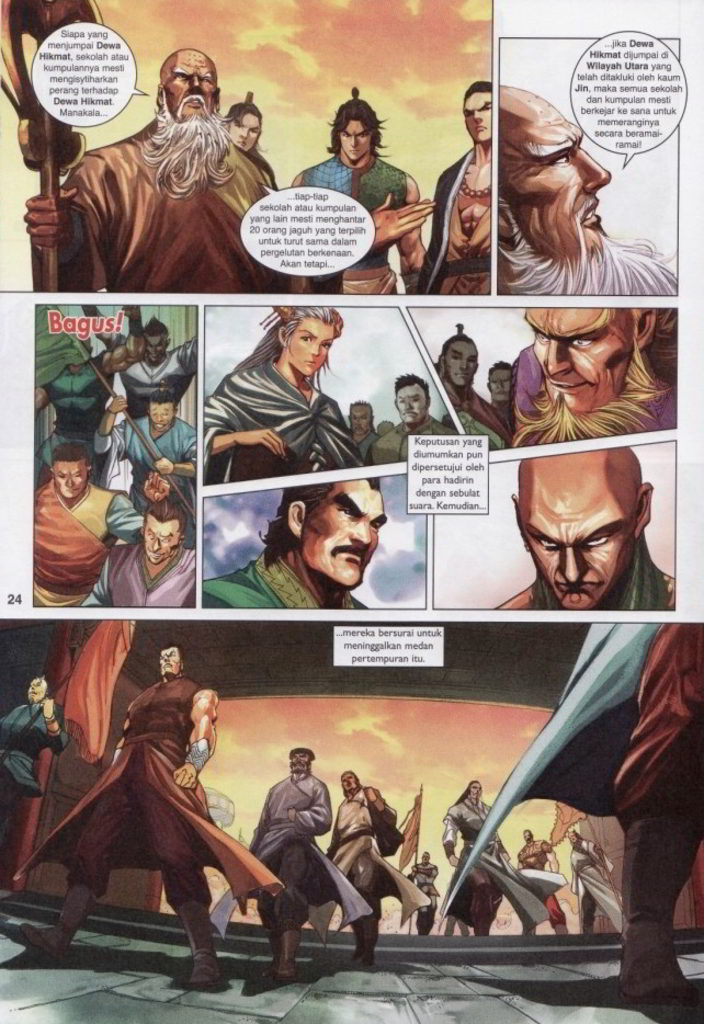 Siapa yang
menjumpai Dewa
Hikmat, sekolah atau
kumpulannya mesti
mengisytiharkan
perang terhadap
Dewa Hikmat.
Manakala...
...tiap-tiap
sekolah atau kumpulan
yang lain mesti menghantar
20 orang jaguh yang terpilih
untuk turut sama dalam
pergelutan berkenaan.
Akan tetapi...
...jika Dewa
Hikmat dijumpai di
Wilayah Utara yang
telah ditakluki oleh kaum
Jin, maka semua sekolah
dan kumpulan mesti
berkejar ke sana untuk
memeranginya
secara beramai-
ramai!
Bagus!
Keputusan yang
diumumkan pun
dipersetujui oleh
para hadirin
dengan sebulat
suara. Kemudian...
24
...mereka bersurai untuk
meninggalkan medan
pertempuran itu.